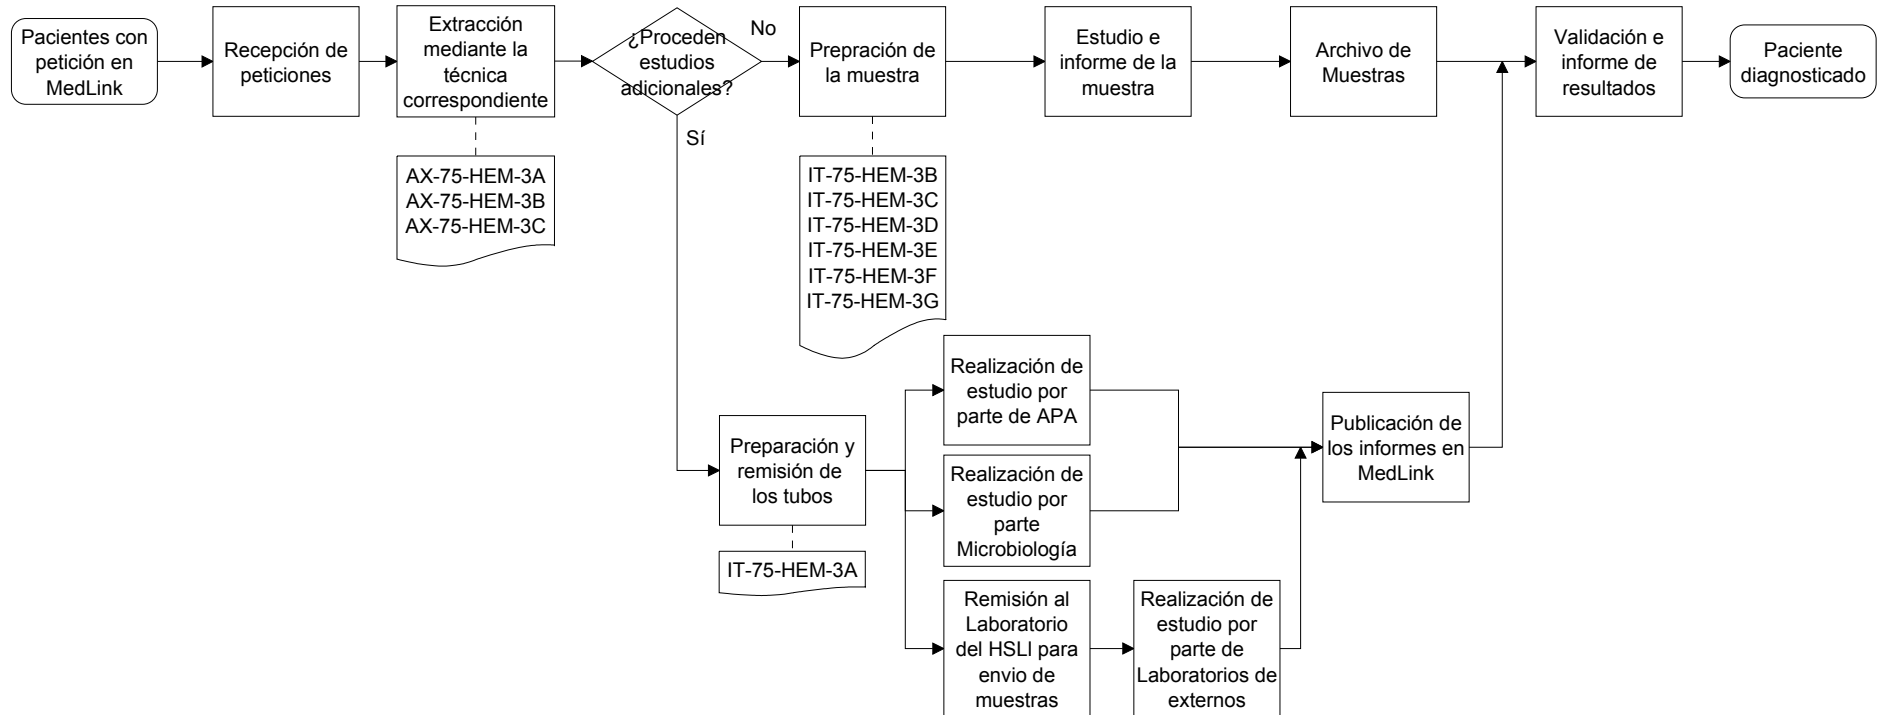 Pacientes con
petición en
MedLink
Recepción de
peticiones
Extracción
mediante la
técnica
correspondiente
¿Proceden
estudios
adicionales?
No
Sí
Prepración de
la muestra
Estudio e
informe de la
muestra
Archivo de
Muestras
Validación e
informe de
resultados
Paciente
diagnosticado
AX-75-HEM-3A
AX-75-HEM-3B
AX-75-HEM-3C
IT-75-HEM-3B
IT-75-HEM-3C
IT-75-HEM-3D
IT-75-HEM-3E
IT-75-HEM-3F
IT-75-HEM-3G
Preparación y
remisión de
los tubos
IT-75-HEM-3A
Realización de
estudio por
parte de APA
Realización de
estudio por
parte
Microbiología
Remisión al
Laboratorio
del HSLl para
envio de
muestras
Realización de
estudio por
parte de
Laboratorios de
externos
Publicación de
los informes en
MedLink